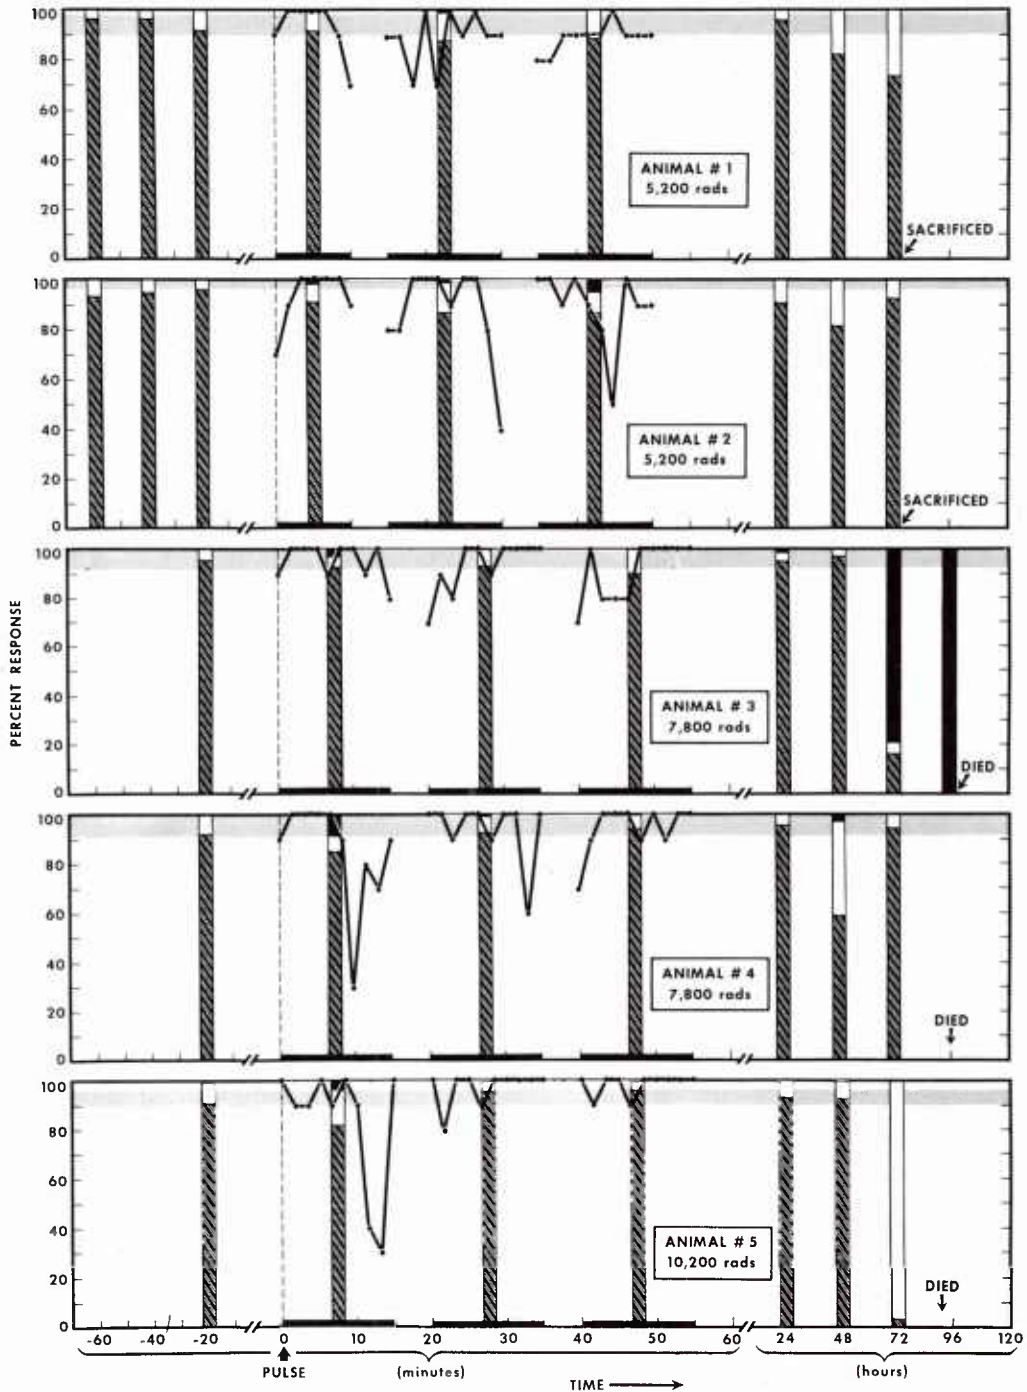 100
80
60
40
20
0
ANIMAL # 1
5,200 rads
SACRIFICED
100
80
60
40
20
0
ANIMAL # 2
5,200 rads
SACRIFICED
PERCENT RESPONSE
100
80
60
40
20
0
ANIMAL # 3
7,800 rads
DIED
100
80
60
40
20
0
ANIMAL # 4
7,800 rads
DIED
100
80
60
40
20
0
ANIMAL # 5
10,200 rads
DIED
-60 -40 -20 0 10 20 30 40 50 60 24 48 72 96 120
PULSE (minutes) (hours)
TIME